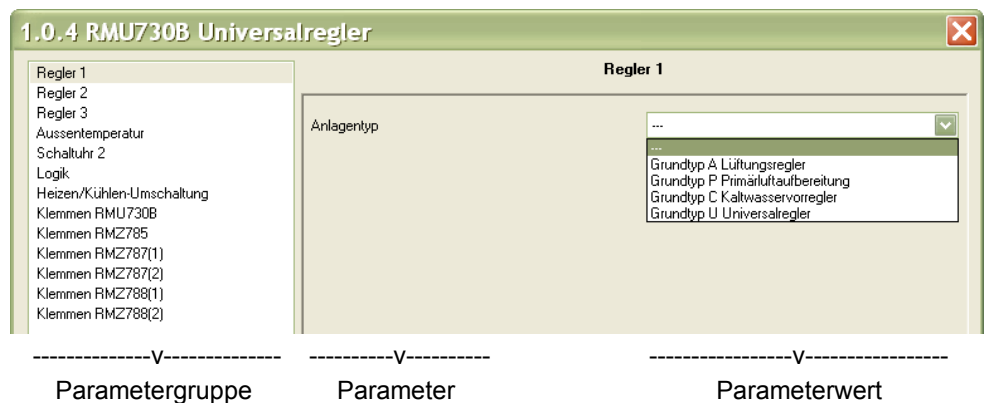 1.0.4 RMU730B Universalregler
Regler 1
Regler 2
Regler 3
Aussentemperatur
Schaltuhr 2
Logik
Heizen/Kühlen-Umschaltung
Klemmen RMU730B
Klemmen RMZ785
Klemmen RMZ787(1)
Klemmen RMZ787(2)
Klemmen RMZ788(1)
Klemmen RMZ788(2)
Regler 1
Anlagentyp
---
---
Grundtyp A Lüftungsregler
Grundtyp P Primärluftaufbereitung
Grundtyp C Kaltwasservorregler
Grundtyp U Universalregler
--------------v-------------- ----------v---------- -----------------v-----------------
Parametergruppe Parameter Parameterwert